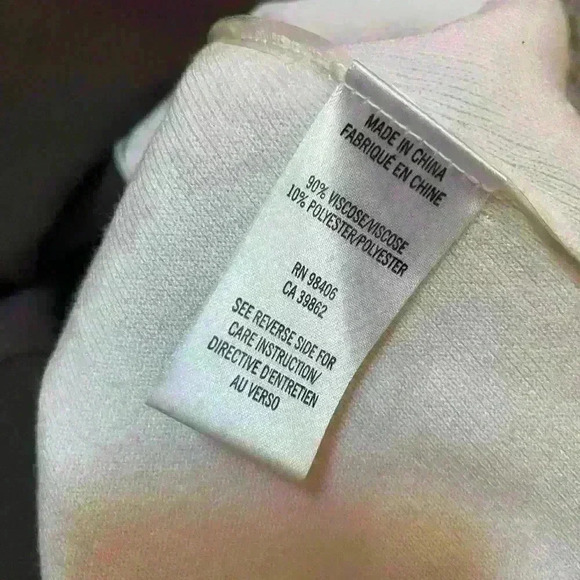 MADE IN CHINA
FABRIQUÉ EN CHINE
90% VISCOSE/VISCOSE
10% POLYESTER/POLYESTER
RN 98406
CA 39862
SEE REVERSE SIDE FOR
CARE INSTRUCTION/
DIRECTIVE D'ENTRETIEN
AU VERSO